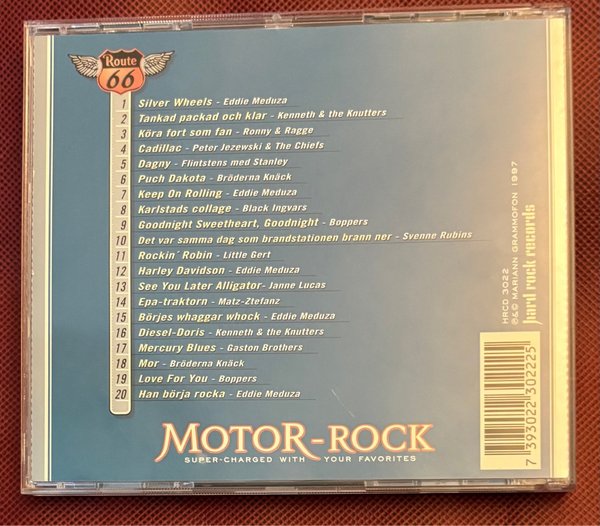 Route
66
1 Silver Wheels - Eddie Meduza
2 Tankad packad och klar - Kenneth & the Knutters
3 Köra fort som fan - Ronny & Ragge
4 Cadillac - Peter Jezewski & The Chiefs
5 Dagny - Flintstens med Stanley
6 Puch Dakota - Bröderna Knäck
7 Keep On Rolling - Eddie Meduza
8 Karlstads collage - Black Ingvars
9 Goodnight Sweetheart, Goodnight - Boppers
10 Det var samma dag som brandstationen brann ner - Svenne Rubins
11 Rockin´ Robin - Little Gert
12 Harley Davidson - Eddie Meduza
13 See You Later Alligator- Janne Lucas
14 Epa-traktorn - Matz-Ztefanz
15 Börjes whaggar whock - Eddie Meduza
16 Diesel-Doris - Kenneth & the Knutters
17 Mercury Blues - Gaston Brothers
18 Mor - Bröderna Knäck
19 Love For You - Boppers
20 Han börja rocka - Eddie Meduza
MOTOR-ROCK
SUPER-CHARGED WITH YOUR FAVORITES
HRCD 3022
℗&© MARIANN GRAMMOFON 1997
hard rock records
7 393022 302225